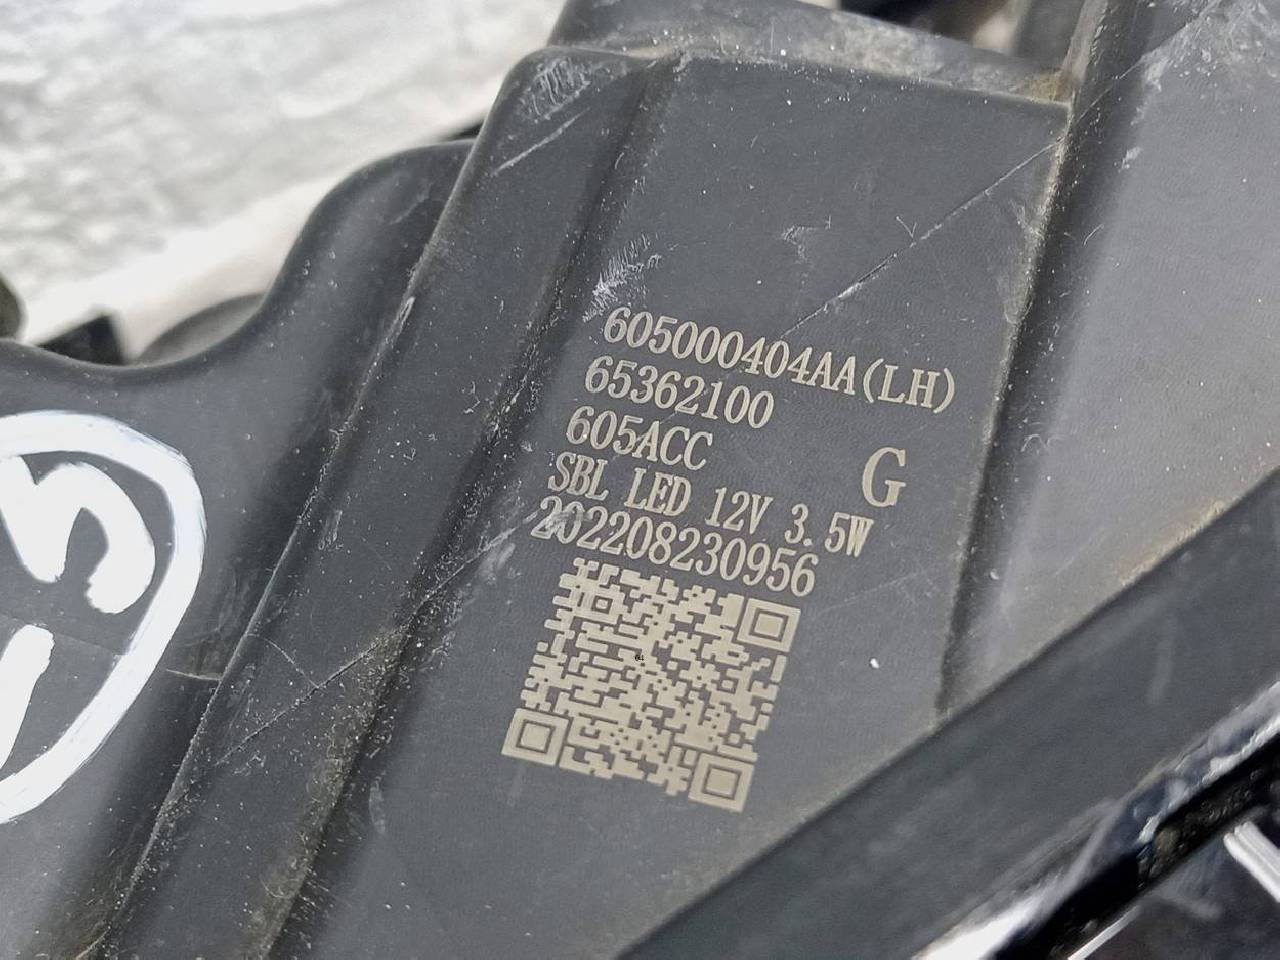 605000404AA(LH)
65362100
605ACC
G
SBL LED 12V 3.5W
202208230956